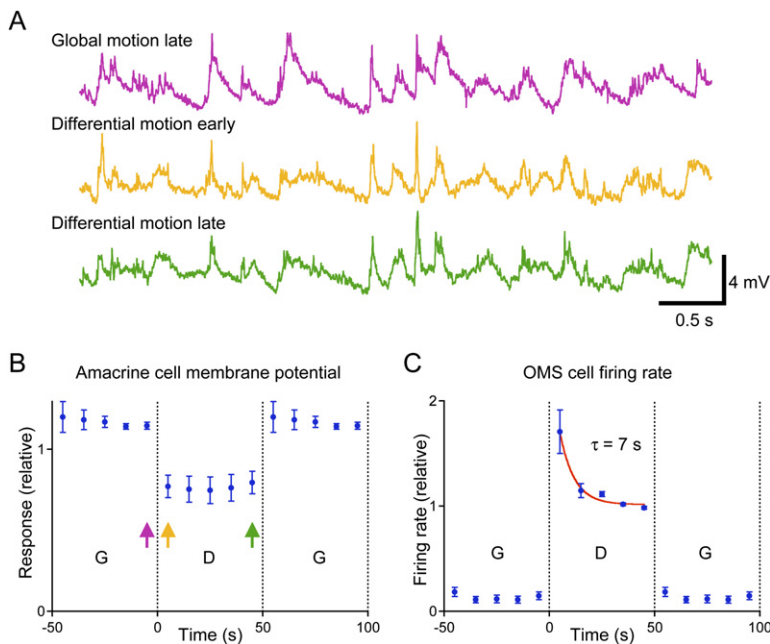 A
Global motion late
Differential motion early
Differential motion late
4 mV
0.5 s
B
Amacrine cell membrane potential
Response (relative)
1
0
G
D
G
-50
0
50
100
Time (s)
C
OMS cell firing rate
Firing rate (relative)
2
1
0
τ = 7 s
G
D
G
-50
0
50
100
Time (s)